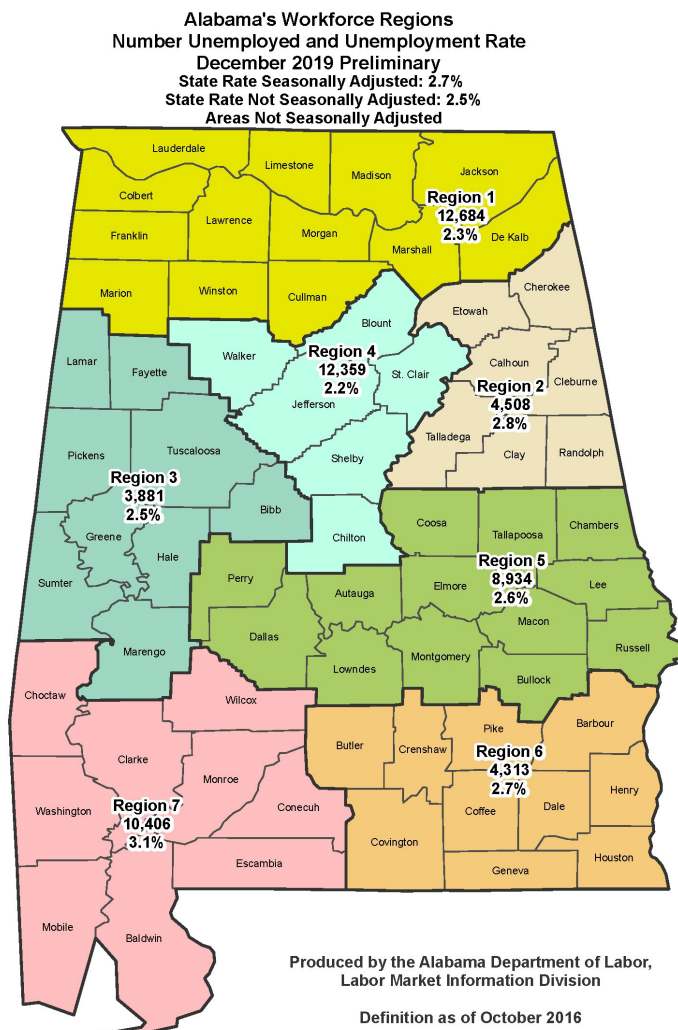 Alabama's Workforce Regions
Number Unemployed and Unemployment Rate
December 2019 Preliminary
State Rate Seasonally Adjusted: 2.7%
State Rate Not Seasonally Adjusted: 2.5%
Areas Not Seasonally Adjusted
Lauderdale
Limestone
Madison
Jackson
Colbert
Lawrence
Region 1
12,684
2.3%
Franklin
Morgan
Marshall
De Kalb
Marion
Winston
Cullman
Cherokee
Etowah
Blount
Lamar
Fayette
Walker
Region 4
12,359
2.2%
St. Clair
Calhoun
Cleburne
Region 2
4,508
2.8%
Jefferson
Talladega
Pickens
Tuscaloosa
Shelby
Clay
Randolph
Region 3
3,881
2.5%
Bibb
Greene
Hale
Chilton
Coosa
Tallapoosa
Chambers
Sumter
Perry
Autauga
Elmore
Region 5
8,934
2.6%
Lee
Macon
Dallas
Marengo
Lowndes
Montgomery
Russell
Bullock
Choctaw
Wilcox
Clarke
Butler
Crenshaw
Pike
Barbour
Region 6
4,313
2.7%
Monroe
Washington
Region 7
10,406
3.1%
Conecuh
Coffee
Dale
Henry
Covington
Escambia
Geneva
Houston
Mobile
Baldwin
Produced by the Alabama Department of Labor,
Labor Market Information Division
Definition as of October 2016